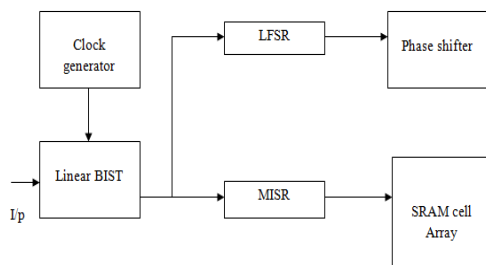 Clock
generator
LFSR
Phase shifter
Linear BIST
I/p
MISR
SRAM cell
Array